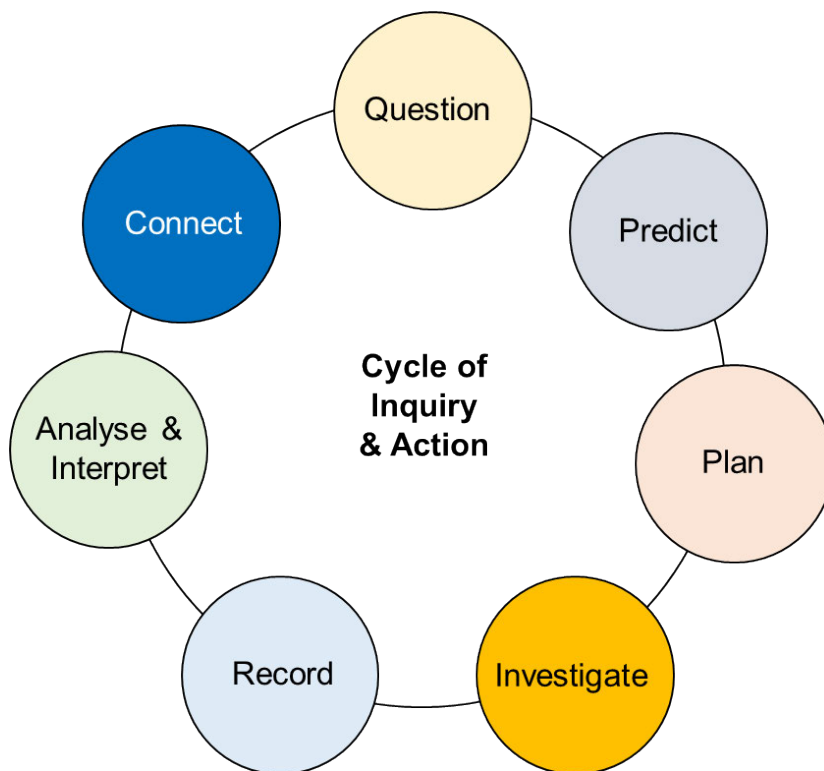 Question
Predict
Plan
Investigate
Record
Analyse &
Interpret
Connect
Cycle of
Inquiry
& Action